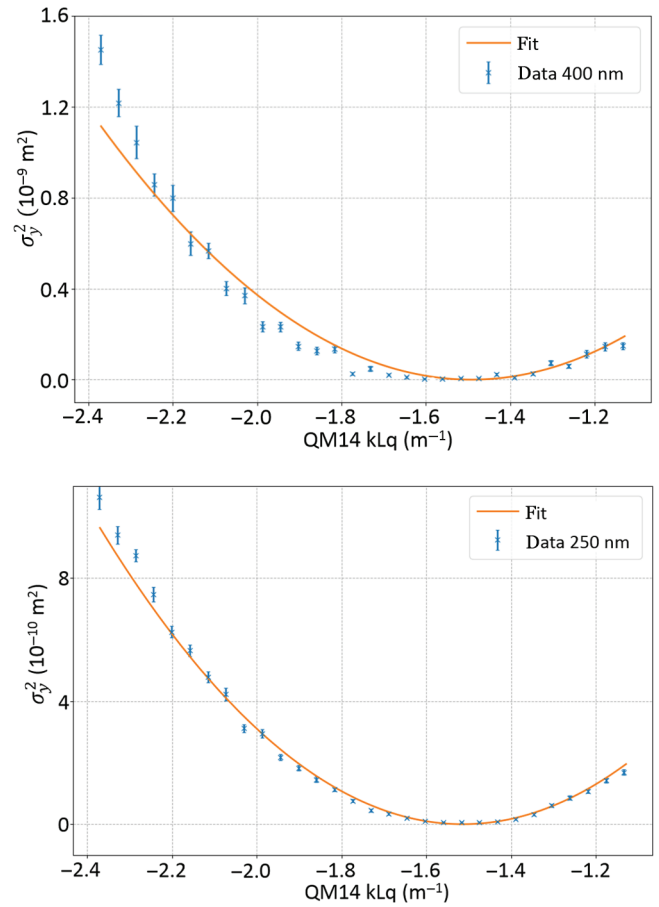 1.6
1.2
0.8
0.4
0.0
σ_y^2 (10^−9 m^2)
Fit
Data 400 nm
−2.4 −2.2 −2.0 −1.8 −1.6 −1.4 −1.2
QM14 kLq (m^−1)
8
4
0
σ_y^2 (10^−10 m^2)
Fit
Data 250 nm
−2.4 −2.2 −2.0 −1.8 −1.6 −1.4 −1.2
QM14 kLq (m^−1)